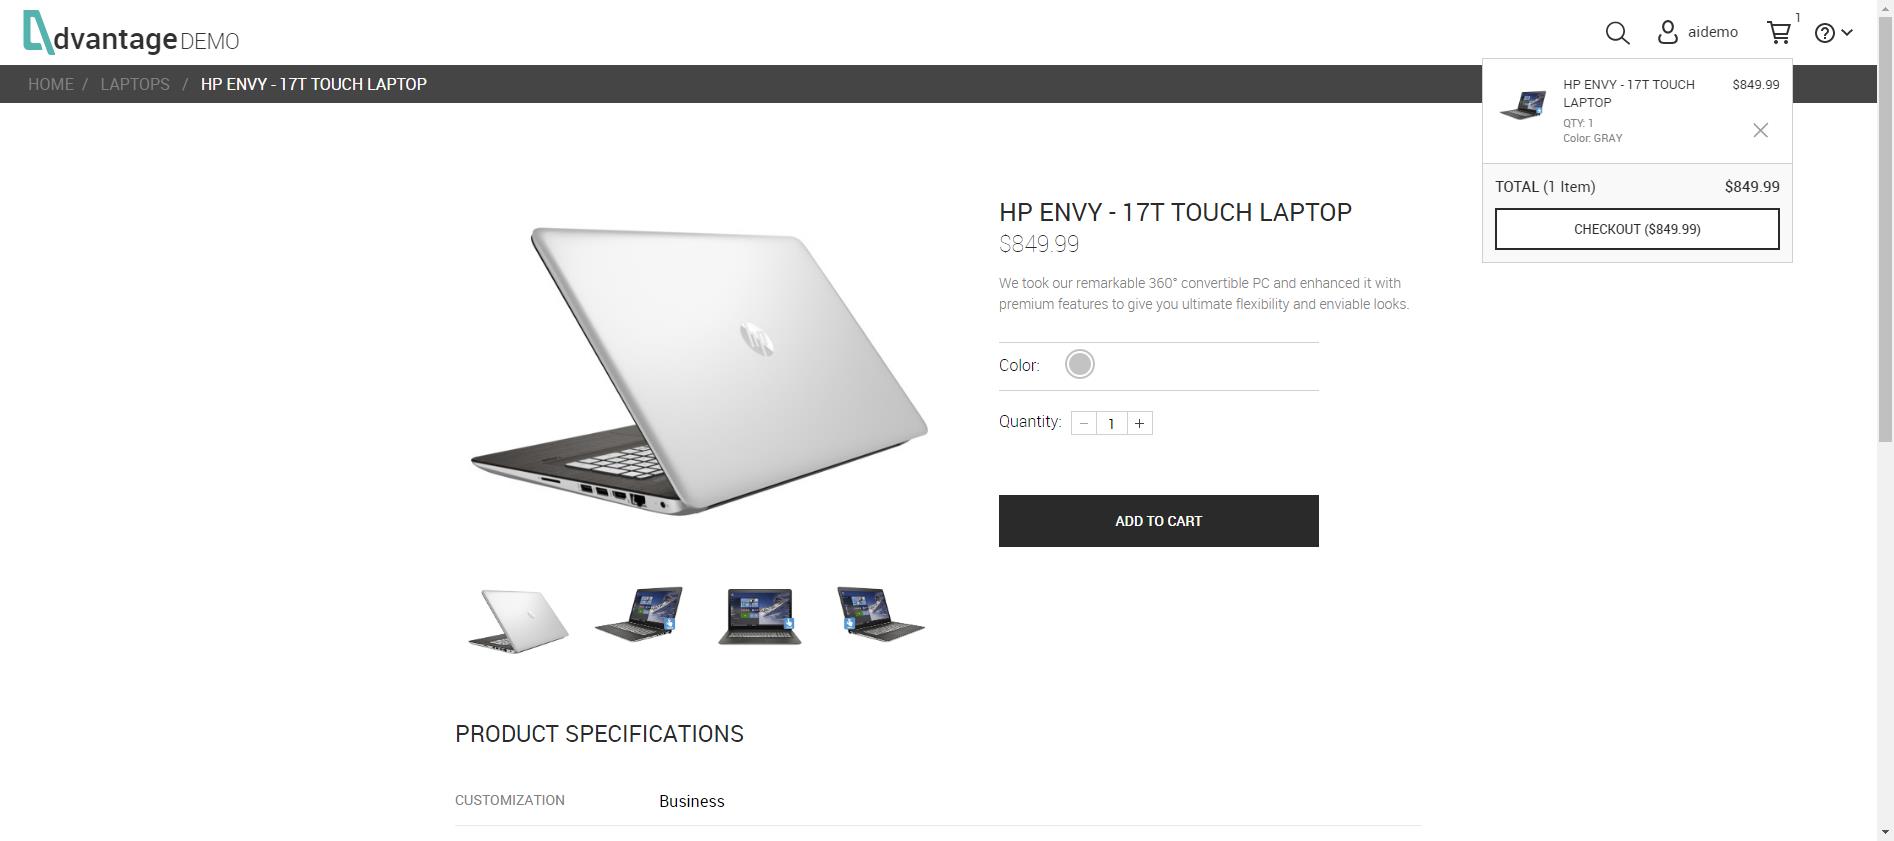 dvantage DEMO
aidemo
1
HOME / LAPTOPS / HP ENVY - 17T TOUCH LAPTOP
HP ENVY - 17T TOUCH
LAPTOP
$849.99
QTY: 1
Color: GRAY
TOTAL (1 Item) $849.99
CHECKOUT ($849.99)
HP ENVY - 17T TOUCH LAPTOP
$849.99
We took our remarkable 360° convertible PC and enhanced it with
premium features to give you ultimate flexibility and enviable looks.
Color:
Quantity: − 1 +
ADD TO CART
hp
PRODUCT SPECIFICATIONS
CUSTOMIZATION Business